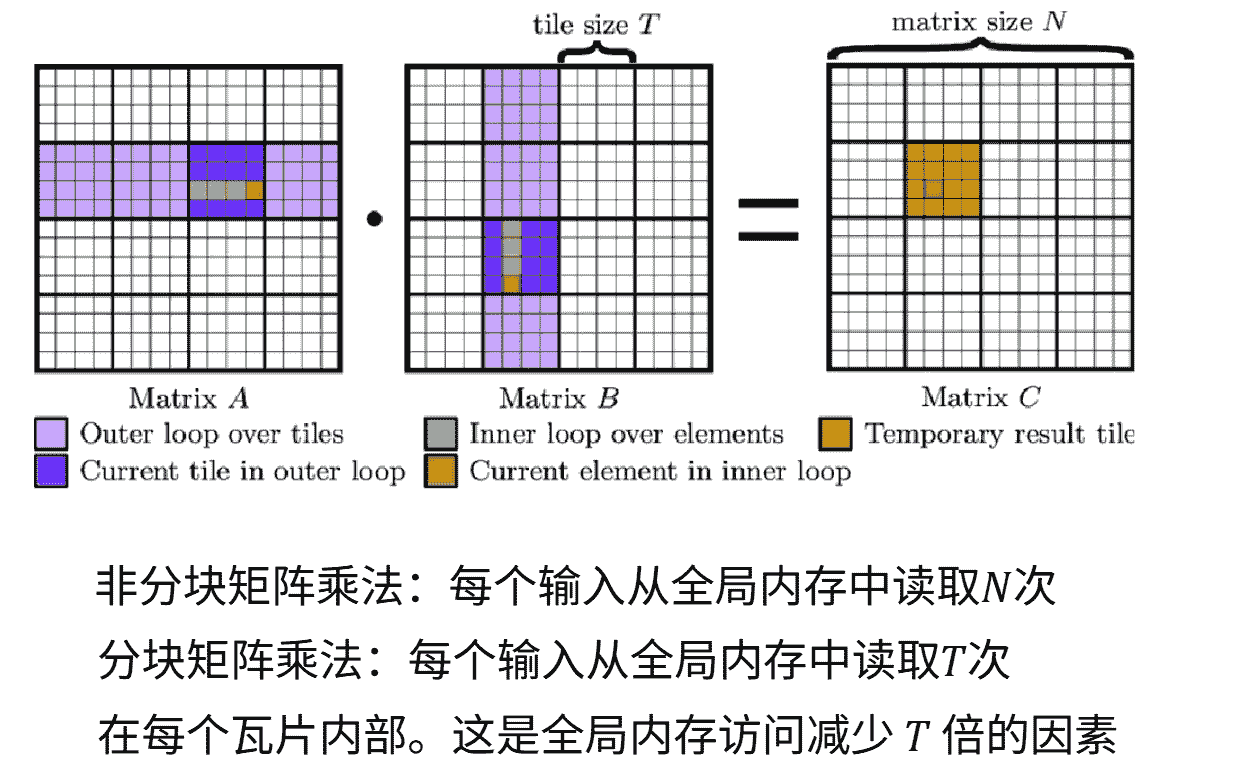 tile size T
matrix size N
Matrix A
Matrix B
Matrix C
Outer loop over tiles
Inner loop over elements
Temporary result tile
Current tile in outer loop
Current element in inner loop
非分块矩阵乘法：每个输入从全局内存中读取N次
分块矩阵乘法：每个输入从全局内存中读取T次
在每个瓦片内部。这是全局内存访问减少 T 倍的因素